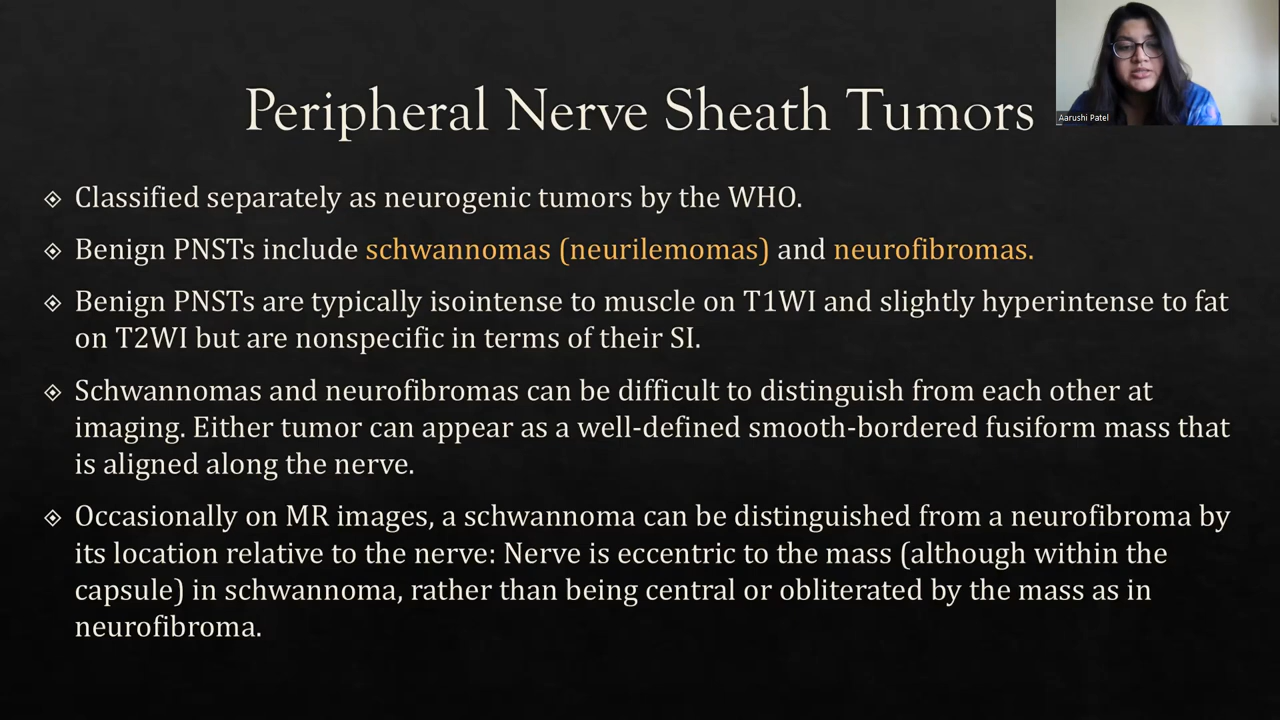 Peripheral Nerve Sheath Tumors
Aarushi Patel
Classified separately as neurogenic tumors by the WHO.
Benign PNSTs include schwannomas (neurilemomas) and neurofibromas.
Benign PNSTs are typically isointense to muscle on T1WI and slightly hyperintense to fat
on T2WI but are nonspecific in terms of their SI.
Schwannomas and neurofibromas can be difficult to distinguish from each other at
imaging. Either tumor can appear as a well-defined smooth-bordered fusiform mass that
is aligned along the nerve.
Occasionally on MR images, a schwannoma can be distinguished from a neurofibroma by
its location relative to the nerve: Nerve is eccentric to the mass (although within the
capsule) in schwannoma, rather than being central or obliterated by the mass as in
neurofibroma.